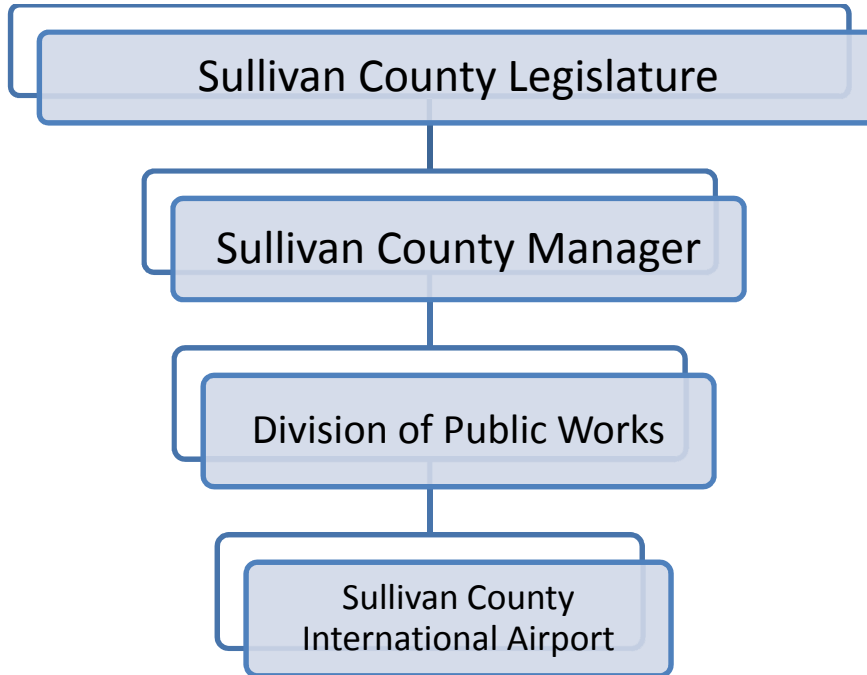 Sullivan County Legislature
Sullivan County Manager
Division of Public Works
Sullivan County
International Airport